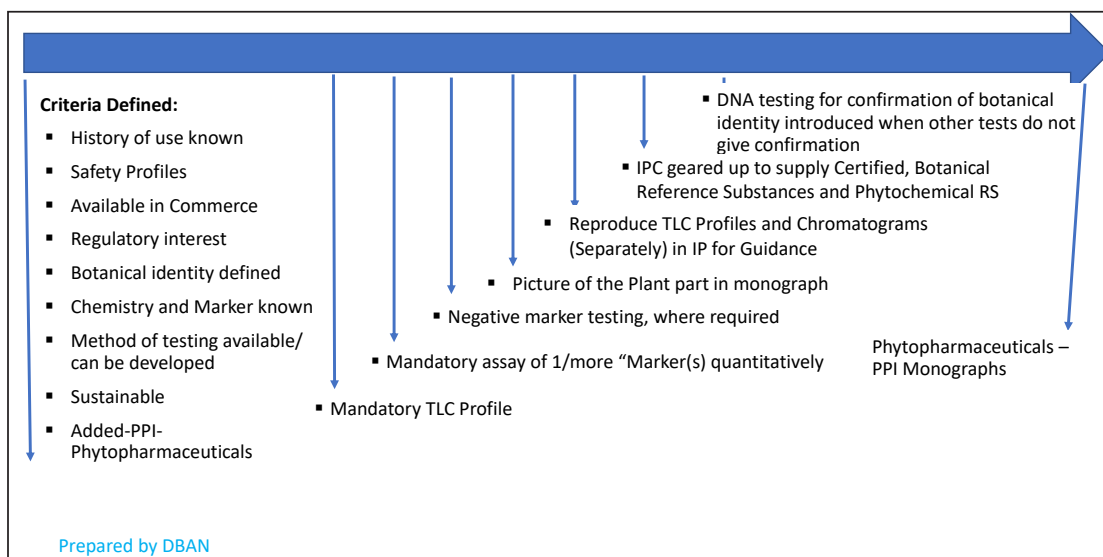 Criteria Defined:
▪ History of use known
▪ Safety Profiles
▪ Available in Commerce
▪ Regulatory interest
▪ Botanical identity defined
▪ Chemistry and Marker known
▪ Method of testing available/
can be developed
▪ Sustainable
▪ Added-PPI-
Phytopharmaceuticals
▪ Mandatory TLC Profile
▪ Mandatory assay of 1/more “Marker(s) quantitatively
▪ Negative marker testing, where required
▪ Picture of the Plant part in monograph
▪ Reproduce TLC Profiles and Chromatograms
(Separately) in IP for Guidance
▪ IPC geared up to supply Certified, Botanical
Reference Substances and Phytochemical RS
▪ DNA testing for confirmation of botanical
identity introduced when other tests do not
give confirmation
Phytopharmaceuticals –
PPI Monographs
Prepared by DBAN